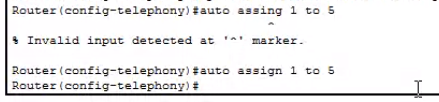 Router(config-telephony)#auto assing 1 to 5
^
% Invalid input detected at '^' marker.
Router(config-telephony)#auto assign 1 to 5
Router(config-telephony)#